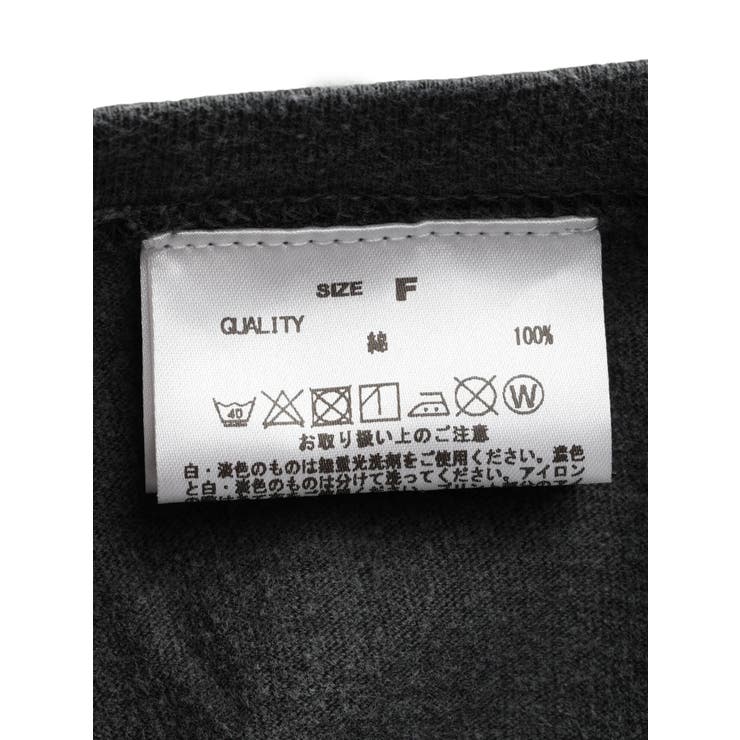 SIZE F
QUALITY
綿 100%
40 W
お取り扱い上のご注意
白・淡色のものは無蛍光洗剤をご使用ください。濃色
と白・淡色のものは分けて洗ってください。アイロン